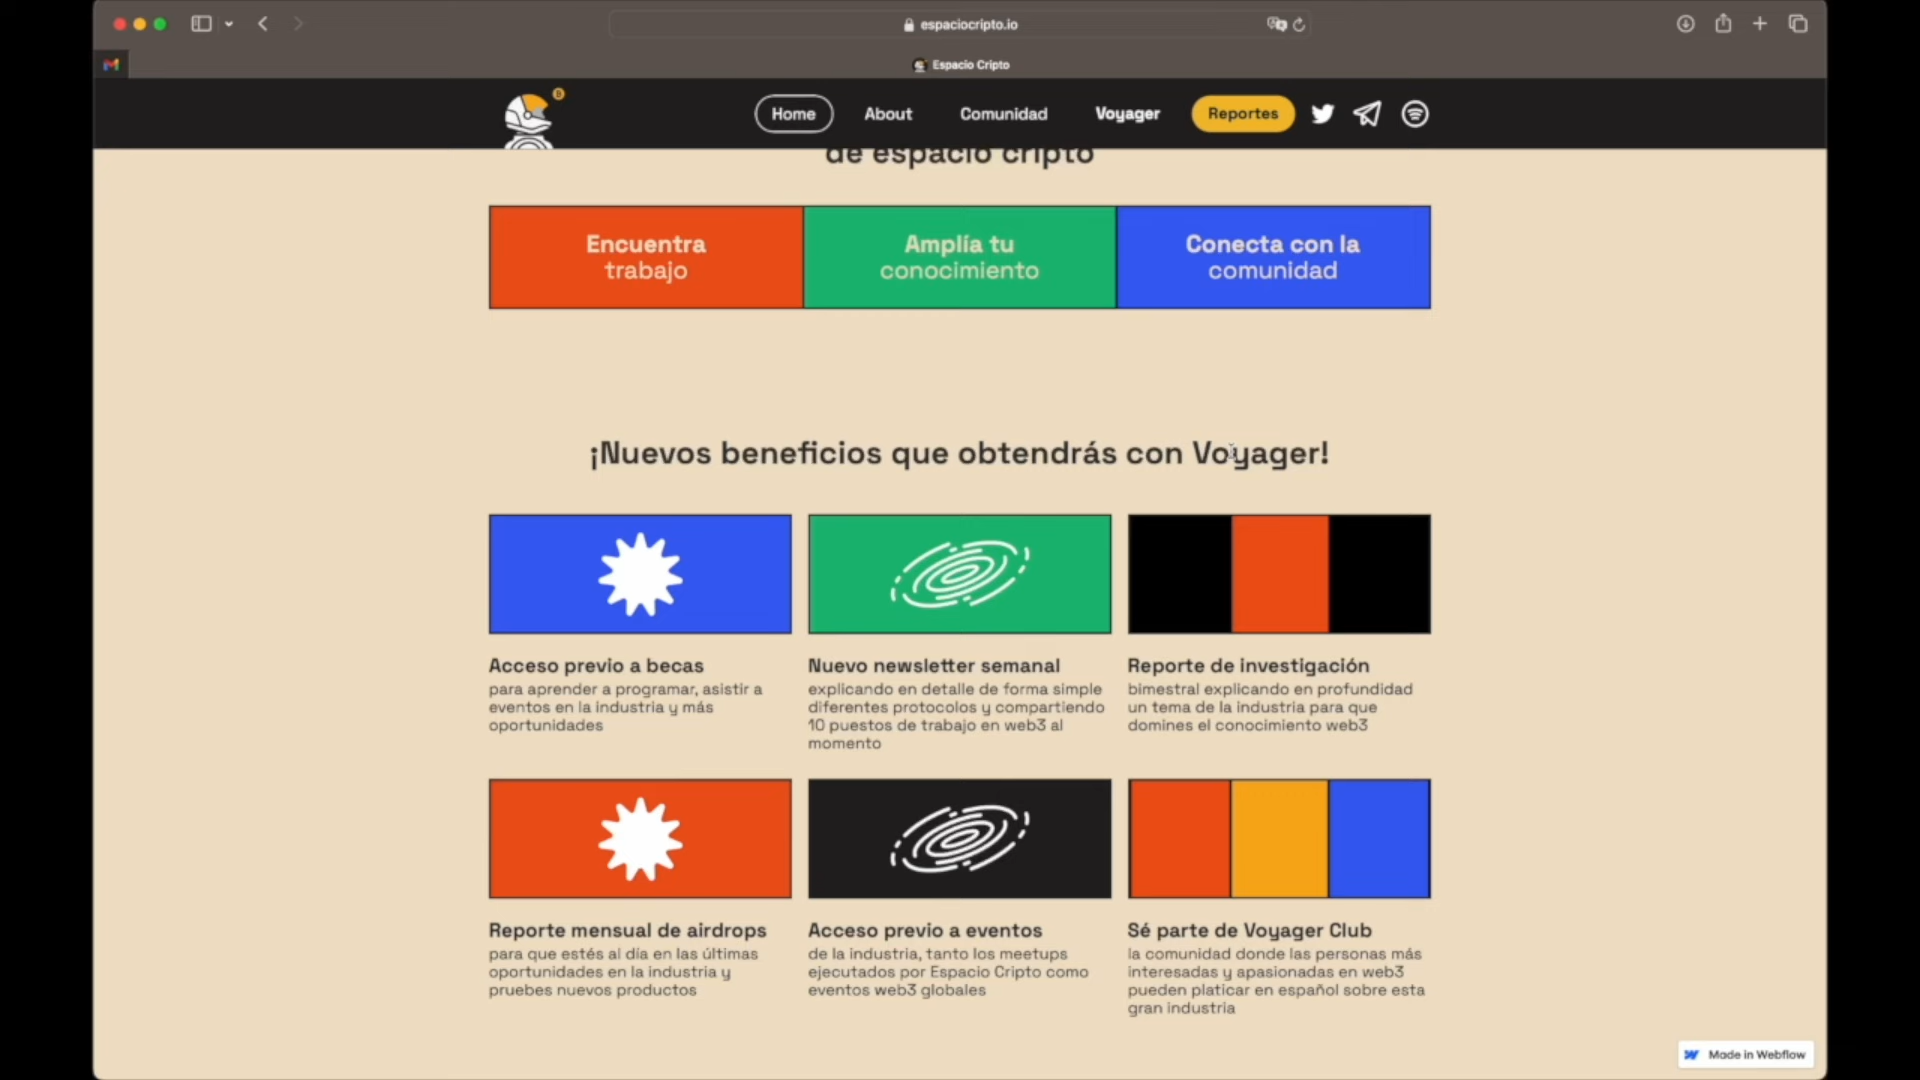 espaciocripto.io
Espacio Cripto
Home
About
Comunidad
Voyager
Reportes
de espacio cripto
Encuentra
trabajo
Amplía tu
conocimiento
Conecta con la
comunidad
¡Nuevos beneficios que obtendrás con Voyager!
Acceso previo a becas
para aprender a programar, asistir a
eventos en la industria y más
oportunidades
Nuevo newsletter semanal
explicando en detalle de forma simple
diferentes protocolos y compartiendo
10 puestos de trabajo en web3 al
momento
Reporte de investigación
bimestral explicando en profundidad
un tema de la industria para que
domines el conocimiento web3
Reporte mensual de airdrops
para que estés al día en las últimas
oportunidades en la industria y
pruebes nuevos productos
Acceso previo a eventos
de la industria, tanto los meetups
ejecutados por Espacio Cripto como
eventos web3 globales
Sé parte de Voyager Club
la comunidad donde las personas más
interesadas y apasionadas en web3
pueden platicar en español sobre esta
gran industria
Made in Webflow